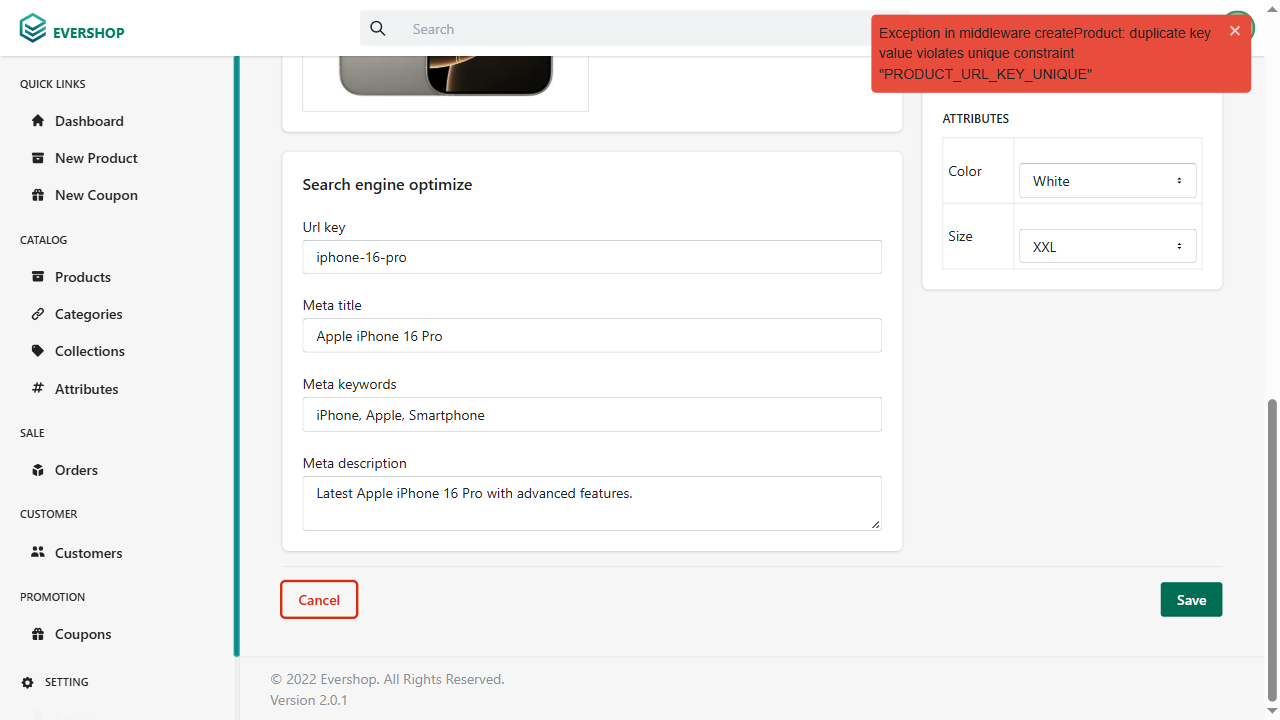 EVERSHOP
Search
Exception in middleware createProduct: duplicate key
value violates unique constraint
"PRODUCT_URL_KEY_UNIQUE"
QUICK LINKS
Dashboard
New Product
New Coupon
CATALOG
Products
Categories
Collections
Attributes
SALE
Orders
CUSTOMER
Customers
PROMOTION
Coupons
SETTING
Search engine optimize
Url key
iphone-16-pro
Meta title
Apple iPhone 16 Pro
Meta keywords
iPhone, Apple, Smartphone
Meta description
Latest Apple iPhone 16 Pro with advanced features.
ATTRIBUTES
Color
White
Size
XXL
Cancel
Save
© 2022 Evershop. All Rights Reserved.
Version 2.0.1